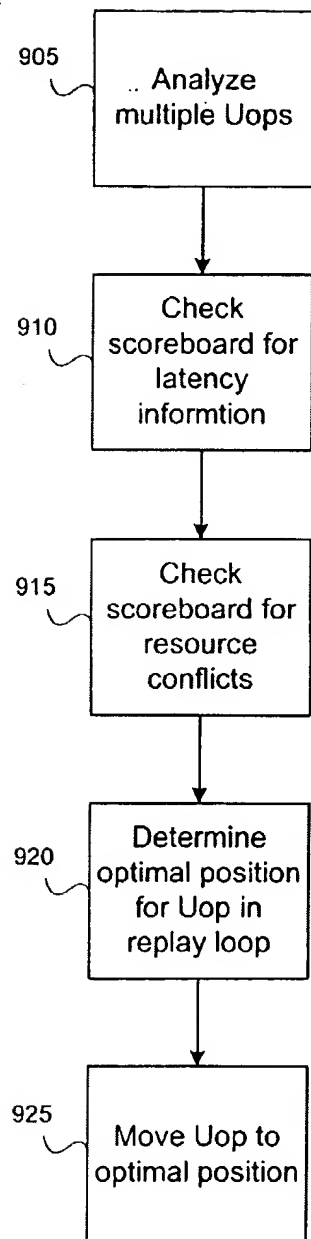 905
Analyze
multiple Uops
910
Check
scoreboard for
latency
informtion
915
Check
scoreboard for
resource
conflicts
920
Determine
optimal position
for Uop in
replay loop
925
Move Uop to
optimal position